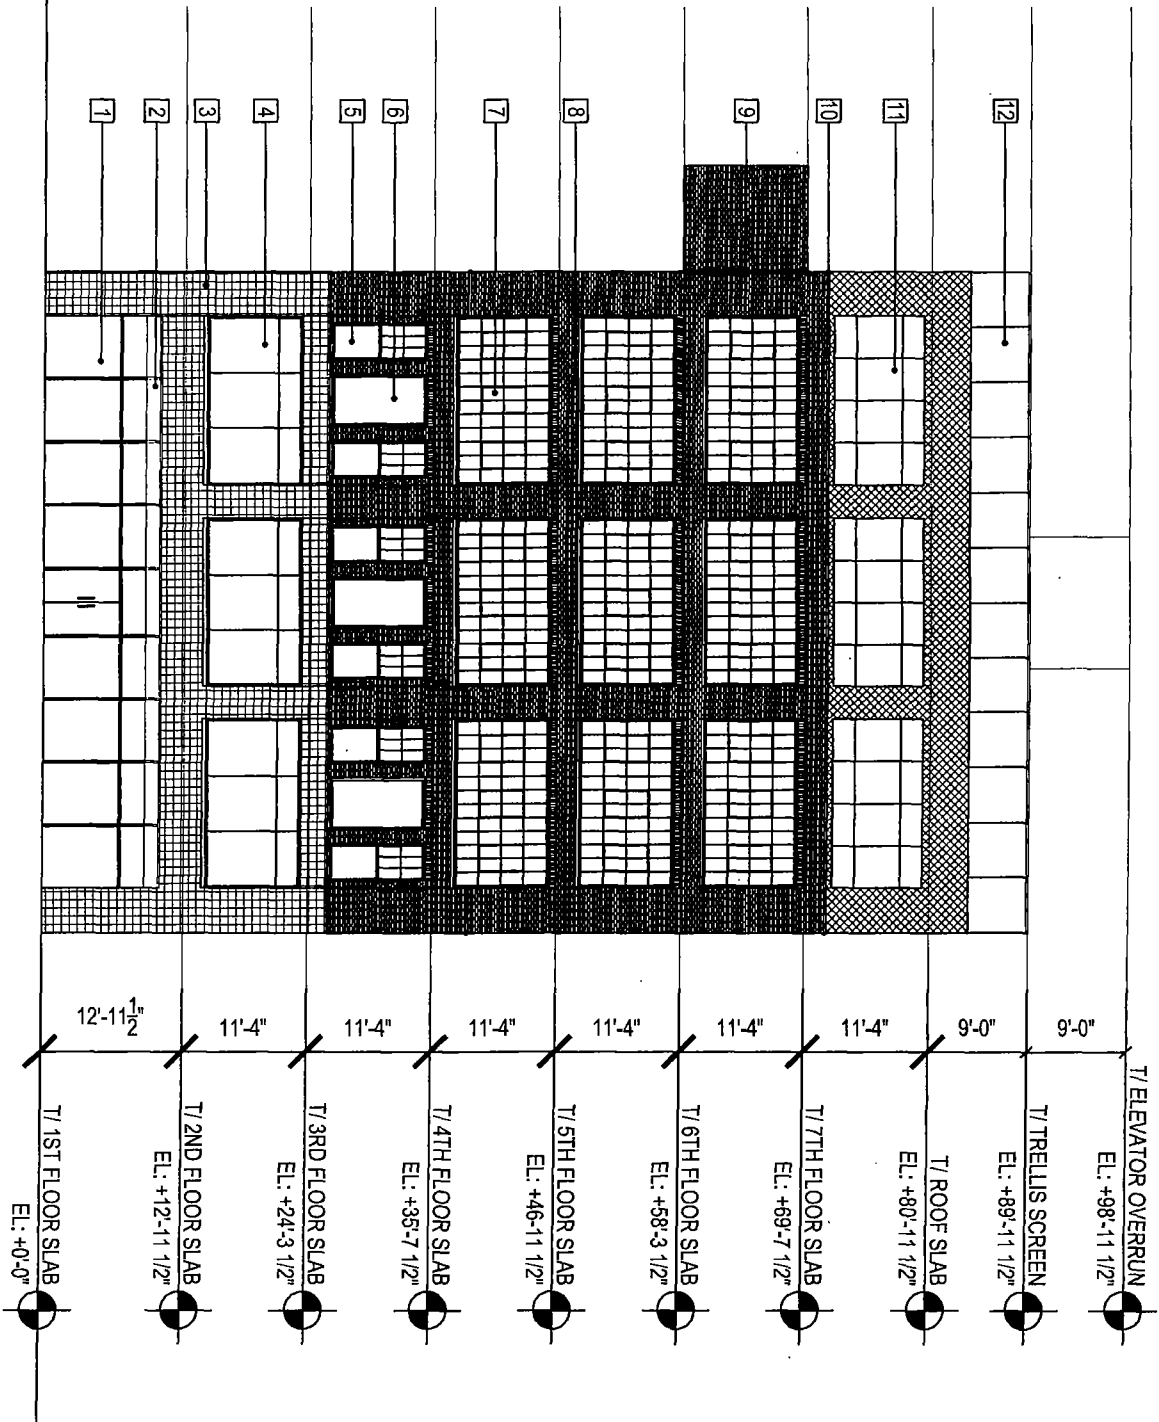 1
2
3
4
5
6
7
8
9
10
11
12
12'-11 1/2"
11'-4"
11'-4"
11'-4"
11'-4"
11'-4"
11'-4"
9'-0"
9'-0"
T/ ELEVATOR OVERRUN
EL: +98'-11 1/2"
T/ TRELLIS SCREEN
EL: +89'-11 1/2"
T/ ROOF SLAB
EL: +80'-11 1/2"
T/ 7TH FLOOR SLAB
EL: +69'-7 1/2"
T/ 6TH FLOOR SLAB
EL: +58'-3 1/2"
T/ 5TH FLOOR SLAB
EL: +46-11 1/2"
T/ 4TH FLOOR SLAB
EL: +35'-7 1/2"
T/ 3RD FLOOR SLAB
EL: +24'-3 1/2"
T/ 2ND FLOOR SLAB
EL: +12'-11 1/2"
T/ 1ST FLOOR SLAB
EL: +0'-0"